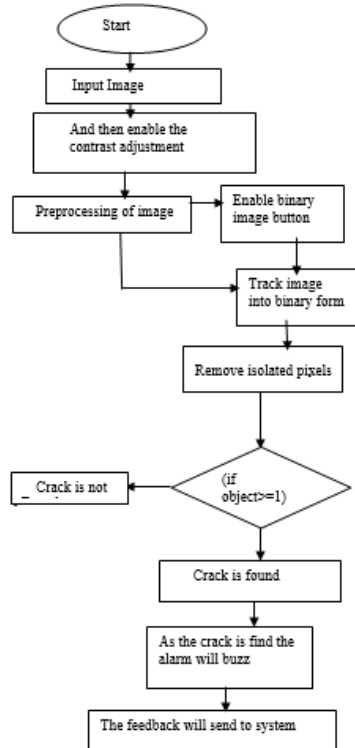 Start
Input Image
And then enable the
contrast adjustment
Preprocessing of image
Enable binary
image button
Track image
into binary form
Remove isolated pixels
(if
object>=1)
Crack is not
Crack is found
As the crack is find the
alarm will buzz
The feedback will send to system